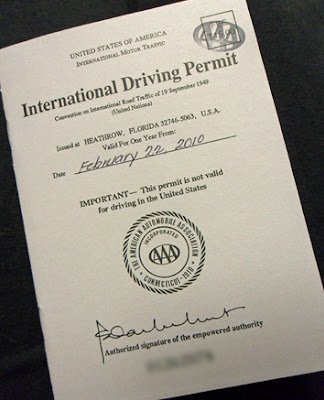 UNITED STATES OF AMERICA
INTERNATIONAL MOTOR TRAFFIC
International Driving Permit
Convention on International Road Traffic of 19 September 1949
(United Nations)
Issued at HEATHROW, FLORIDA 32746-5063, U.S.A.
Valid For One Year From:
Date February 22, 2010
IMPORTANT— This permit is not valid
for driving in the United States
THE AMERICAN AUTOMOBILE ASSOCIATION
INCORPORATED
AAA
CONNECTICUT-1910
Authorized signature of the empowered authority